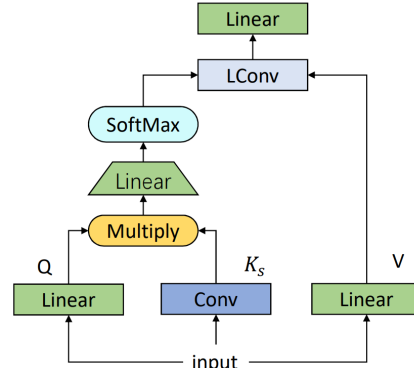 Linear
LConv
SoftMax
Linear
Multiply
Q
K_s
V
Linear
Conv
Linear
input